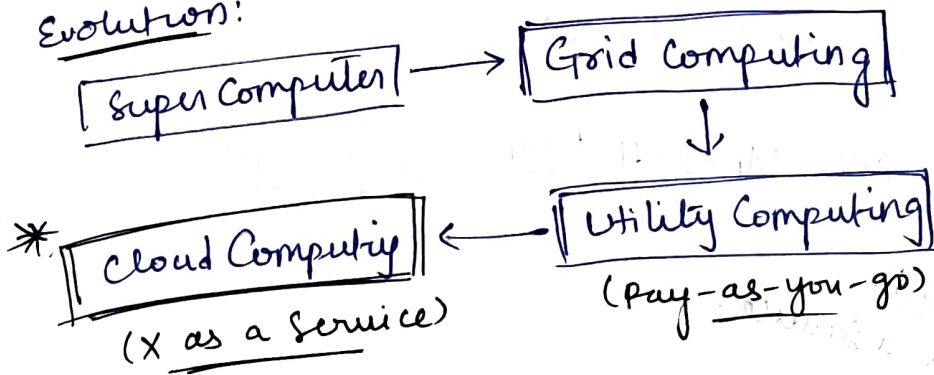 Evolution:
Super Computer
Grid Computing
Utility Computing
(Pay-as-you-go)
* Cloud Computing
(X as a Service)